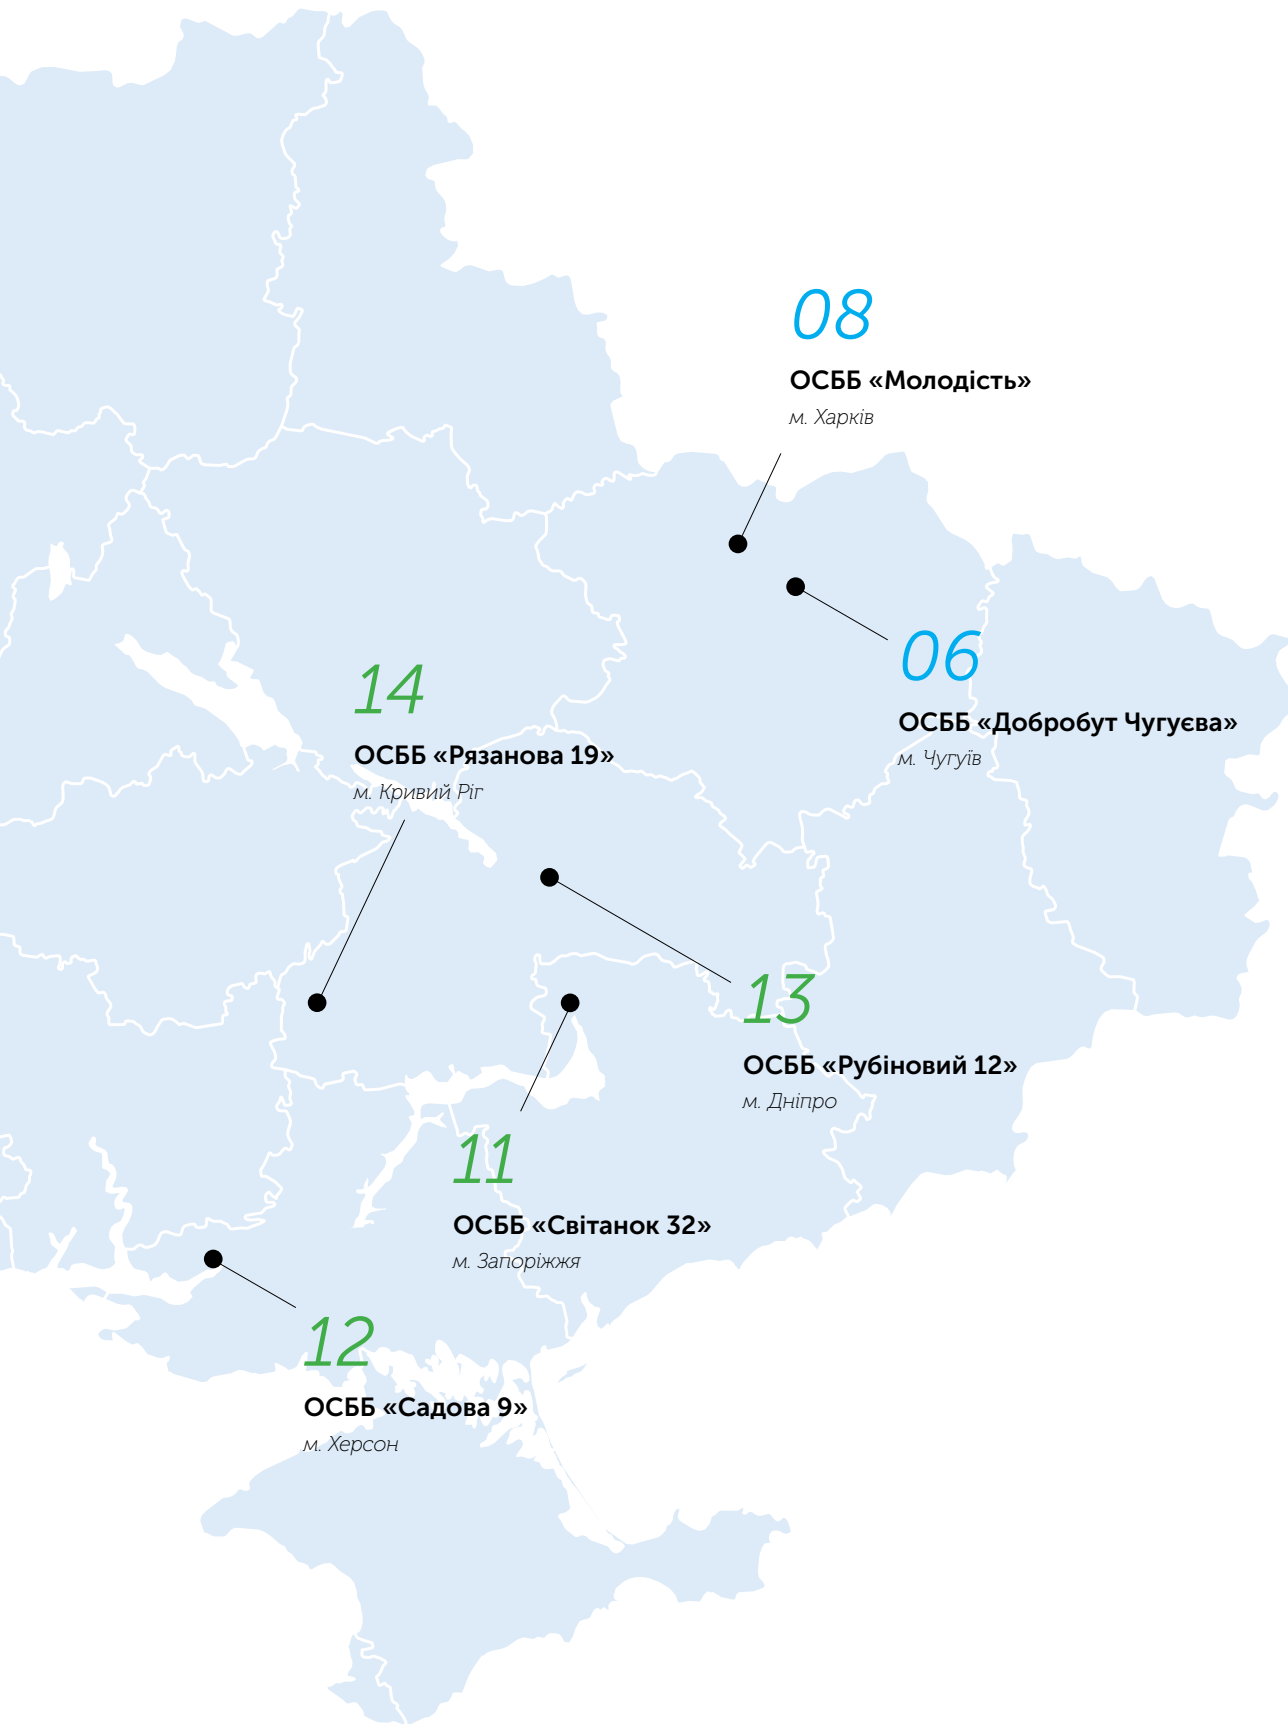 08
ОСББ «Молодість»
м. Харків
06
ОСББ «Добробут Чугуєва»
м. Чугуїв
14
ОСББ «Рязанова 19»
м. Кривий Ріг
13
ОСББ «Рубіновий 12»
м. Дніпро
11
ОСББ «Світанок 32»
м. Запоріжжя
12
ОСББ «Садова 9»
м. Херсон